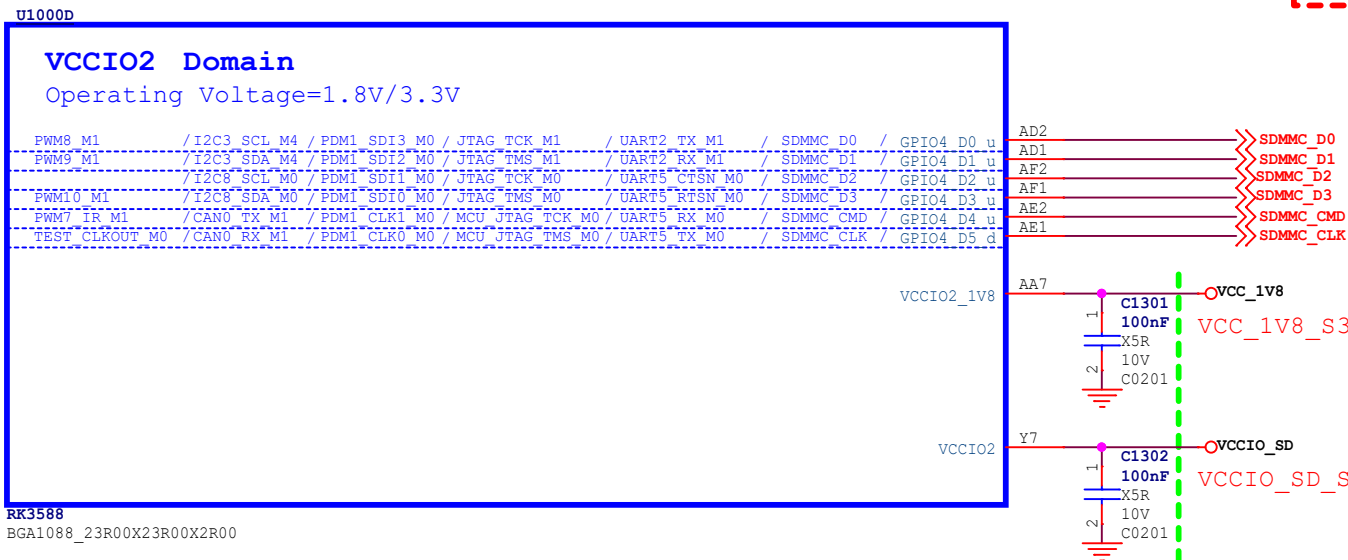 U1000D
VCCIO2 Domain
Operating Voltage=1.8V/3.3V
PWM8_M1 /I2C3_SCL_M4 / PDM1_SDI3_M0 / JTAG_TCK_M1 / UART2_TX_M1 / SDMMC_D0 / GPIO4_D0_u AD2 SDMMC_D0
PWM9_M1 /I2C3_SDA_M4 / PDM1_SDI2_M0 / JTAG_TMS_M1 / UART2_RX_M1 / SDMMC_D1 / GPIO4_D1_u AD1 SDMMC_D1
/I2C8_SCL_M0 / PDM1_SDI1_M0 / JTAG_TCK_M0 / UART5_CTSN_M0 / SDMMC_D2 / GPIO4_D2_u AF2 SDMMC_D2
PWM10_M1 /I2C8_SDA_M0 / PDM1_SDI0_M0 / JTAG_TMS_M0 / UART5_RTSN_M0 / SDMMC_D3 / GPIO4_D3_u AF1 SDMMC_D3
PWM7_IR_M1 /CAN0_TX_M1 / PDM1_CLK1_M0 / MCU_JTAG_TCK_M0 / UART5_RX_M0 / SDMMC_CMD / GPIO4_D4_u AE2 SDMMC_CMD
TEST_CLKOUT_M0 /CAN0_RX_M1 / PDM1_CLK0_M0 / MCU_JTAG_TMS_M0 / UART5_TX_M0 / SDMMC_CLK / GPIO4_D5_d AE1 SDMMC_CLK
VCCIO2_1V8 AA7 VCC_1V8
C1301
1 100nF VCC_1V8_S3
X5R
2 10V
C0201
VCCIO2 Y7 VCCIO_SD
C1302
1 100nF VCCIO_SD_S
X5R
2 10V
C0201
RK3588
BGA1088_23R00X23R00X2R00